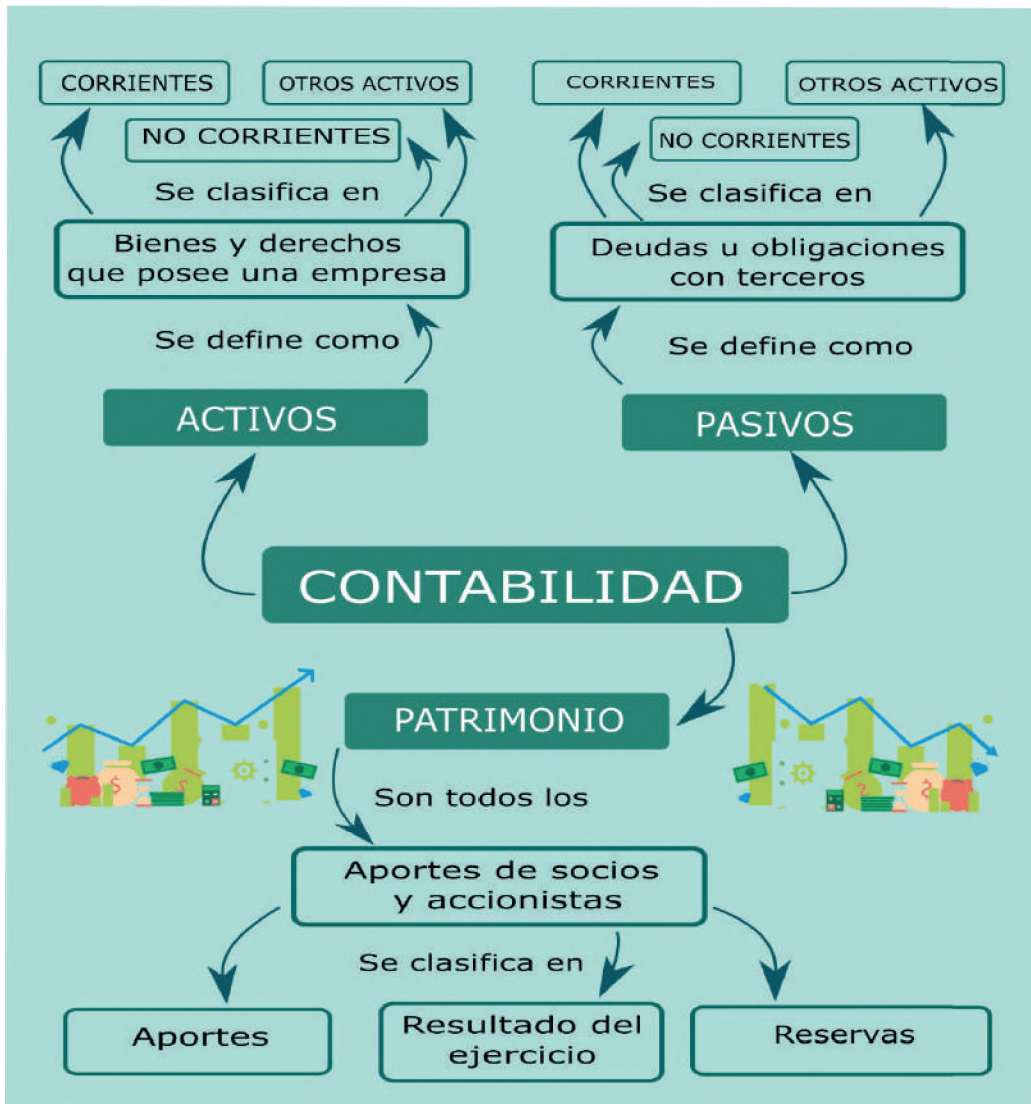 CORRIENTES
OTROS ACTIVOS
NO CORRIENTES
Se clasifica en
Bienes y derechos
que posee una empresa
Se define como
ACTIVOS
CORRIENTES
OTROS ACTIVOS
NO CORRIENTES
Se clasifica en
Deudas u obligaciones
con terceros
Se define como
PASIVOS
CONTABILIDAD
PATRIMONIO
Son todos los
Aportes de socios
y accionistas
Se clasifica en
Aportes
Resultado del
ejercicio
Reservas